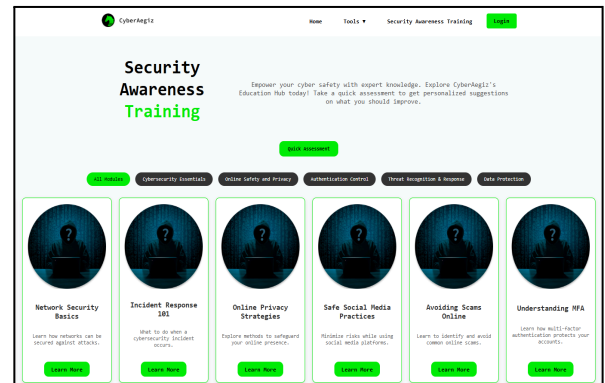 CyberAegiz
Home Tools ▼ Security Awareness Training Login
Security
Awareness
Training
Empower your cyber safety with expert knowledge. Explore CyberAegiz's
Education Hub today! Take a quick assessment to get personalized suggestions
on what you should improve.
Quick Assessment
All Modules Cybersecurity Essentials Online Safety and Privacy Authentication Control Threat Recognition & Response Data Protection
Network Security
Basics
Learn how networks can be
secured against attacks.
Learn More
Incident Response
101
What to do when a
cybersecurity incident
occurs.
Learn More
Online Privacy
Strategies
Explore methods to safeguard
your online presence.
Learn More
Safe Social Media
Practices
Minimize risks while using
social media platforms.
Learn More
Avoiding Scams
Online
Learn to identify and avoid
common online scams.
Learn More
Understanding MFA
Learn how multi-factor
authentication protects your
accounts.
Learn More